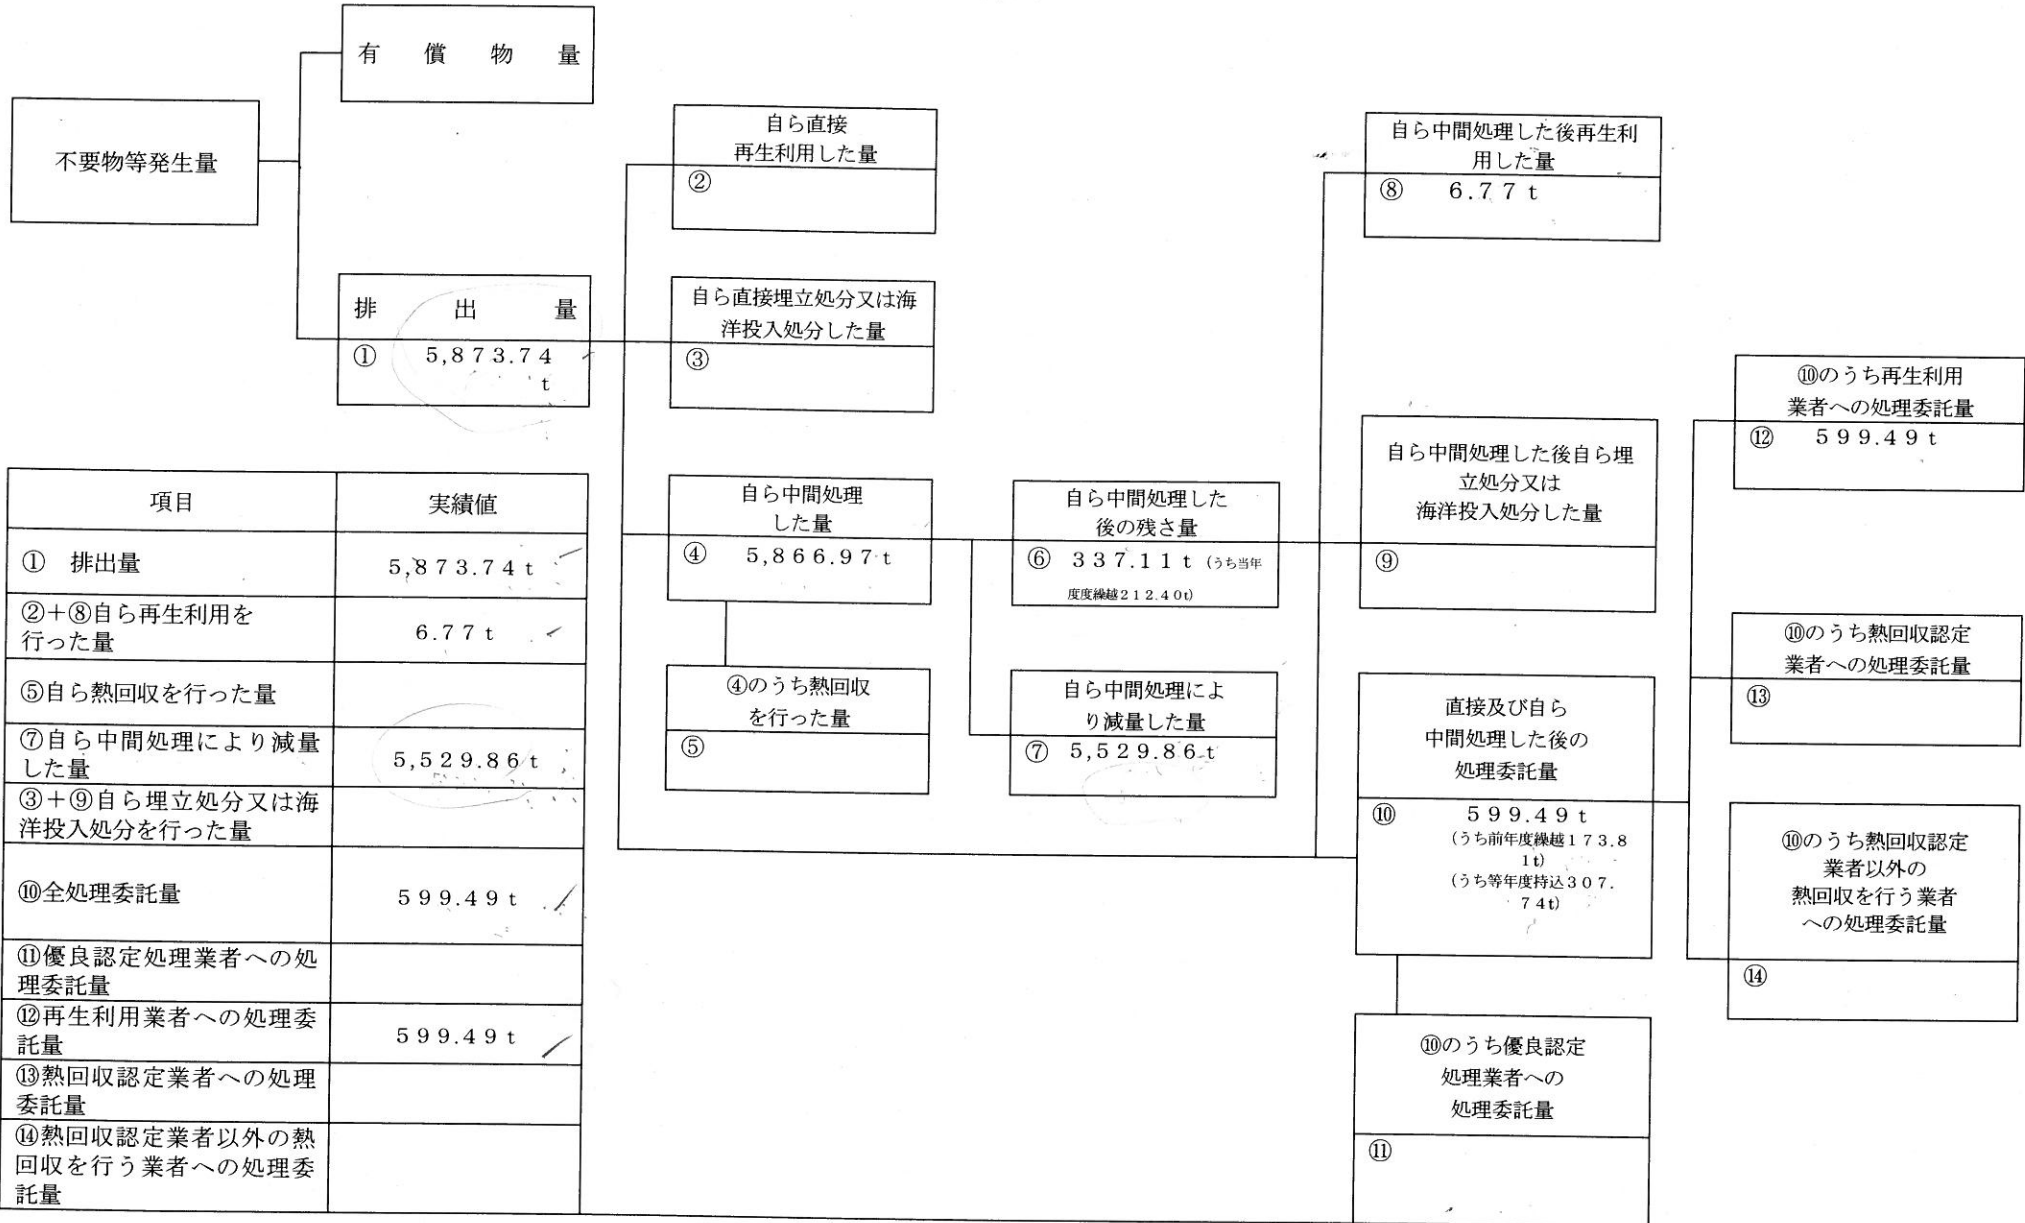 有償物量
不要物等発生量
排出量
① 5,873.74
t
自ら直接
再生利用した量
②
自ら直接埋立処分又は海
洋投入処分した量
③
自ら中間処理
した量
④ 5,866.97t
④のうち熱回収
を行った量
⑤
自ら中間処理した
後の残さ量
⑥ 337.11t (うち当年
度度繰越212.40t)
自ら中間処理によ
り減量した量
⑦ 5,529.86t
自ら中間処理した後再生利
用した量
⑧ 6.77t
自ら中間処理した後自ら埋
立処分又は
海洋投入処分した量
⑨
直接及び自ら
中間処理した後の
処理委託量
⑩ 599.49t
(うち前年度繰越173.8
1t)
(うち等年度持込307.
74t)
⑩のうち優良認定
処理業者への
処理委託量
⑪
⑩のうち再生利用
業者への処理委託量
⑫ 599.49t
⑩のうち熱回収認定
業者への処理委託量
⑬
⑩のうち熱回収認定
業者以外の
熱回収を行う業者
への処理委託量
⑭
項目 実績値
① 排出量 5,873.74t
②+⑧自ら再生利用を
行った量 6.77t
⑤自ら熱回収を行った量
⑦自ら中間処理により減量
した量 5,529.86t
③+⑨自ら埋立処分又は海
洋投入処分を行った量
⑩全処理委託量 599.49t
⑪優良認定処理業者への処
理委託量
⑫再生利用業者への処理委
託量 599.49t
⑬熱回収認定業者への処理
委託量
⑭熱回収認定業者以外の熱
回収を行う業者への処理委
託量